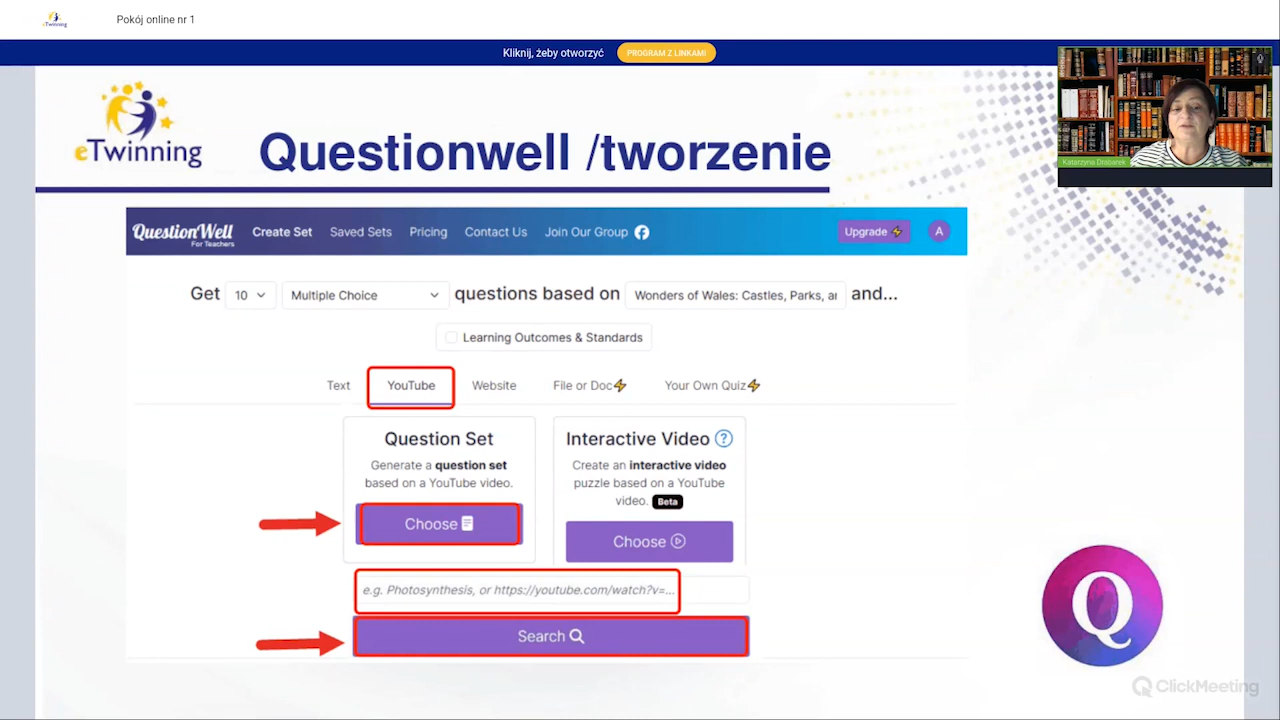 eTwinning
Pokój online nr 1
Kliknij, żeby otworzyć
PROGRAM Z LINKAMI
eTwinning
Questionwell /tworzenie
Katarzyna Drobarek
QuestionWell
For Teachers
Create Set
Saved Sets
Pricing
Contact Us
Join Our Group
Upgrade
A
Get 10 Multiple Choice questions based on Wonders of Wales: Castles, Parks, ar and...
Learning Outcomes & Standards
Text
YouTube
Website
File or Doc
Your Own Quiz
Question Set
Generate a question set
based on a YouTube video.
Choose
Interactive Video ?
Create an interactive video
puzzle based on a YouTube
video. Beta
Choose
e.g. Photosynthesis, or https://youtube.com/watch?v=...
Search
Q
ClickMeeting